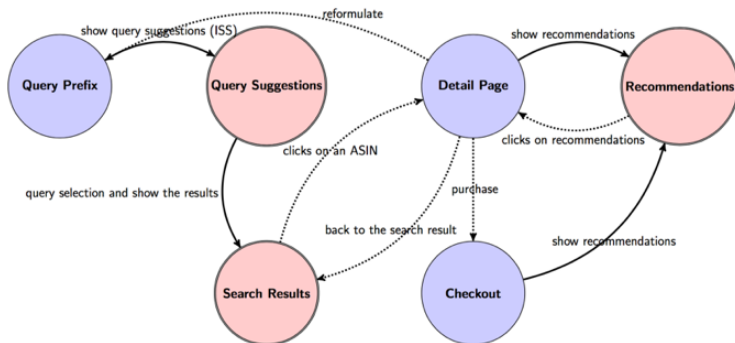 reformulate
show query suggestions (ISS)
show recommendations
Query Prefix
Query Suggestions
Detail Page
Recommendations
clicks on recommendations
clicks on an ASIN
query selection and show the results
purchase
back to the search result
show recommendations
Search Results
Checkout